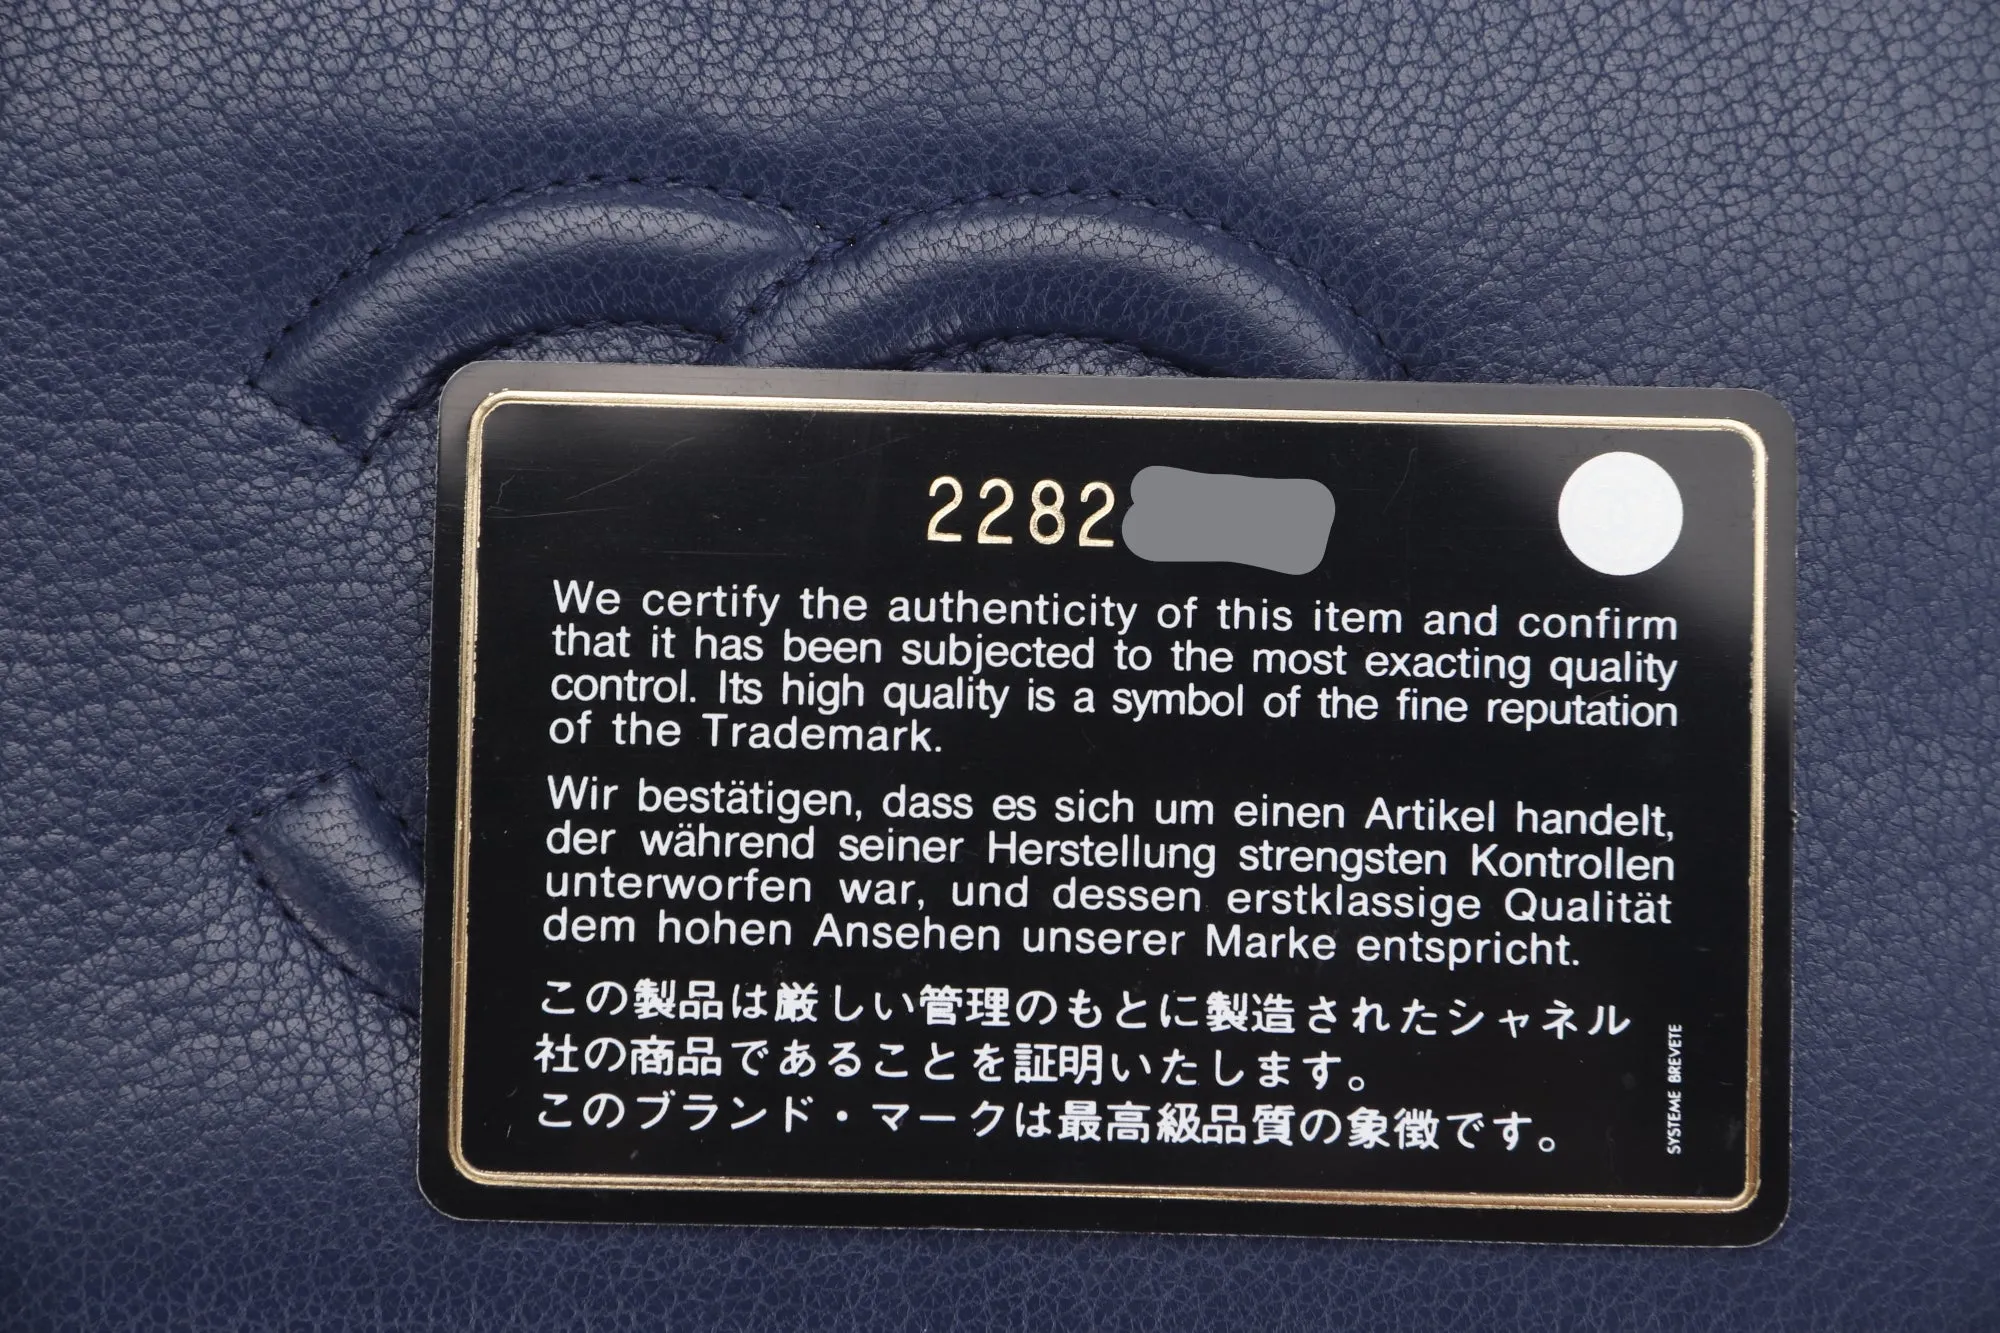 2282
We certify the authenticity of this item and confirm
that it has been subjected to the most exacting quality
control. Its high quality is a symbol of the fine reputation
of the Trademark.
Wir bestätigen, dass es sich um einen Artikel handelt,
der während seiner Herstellung strengsten Kontrollen
unterworfen war, und dessen erstklassige Qualität
dem hohen Ansehen unserer Marke entspricht.
この製品は厳しい管理のもとに製造されたシャネル
社の商品であることを証明いたします。
このブランド・マークは最高級品質の象徴です。
SYSTEME BREVETE